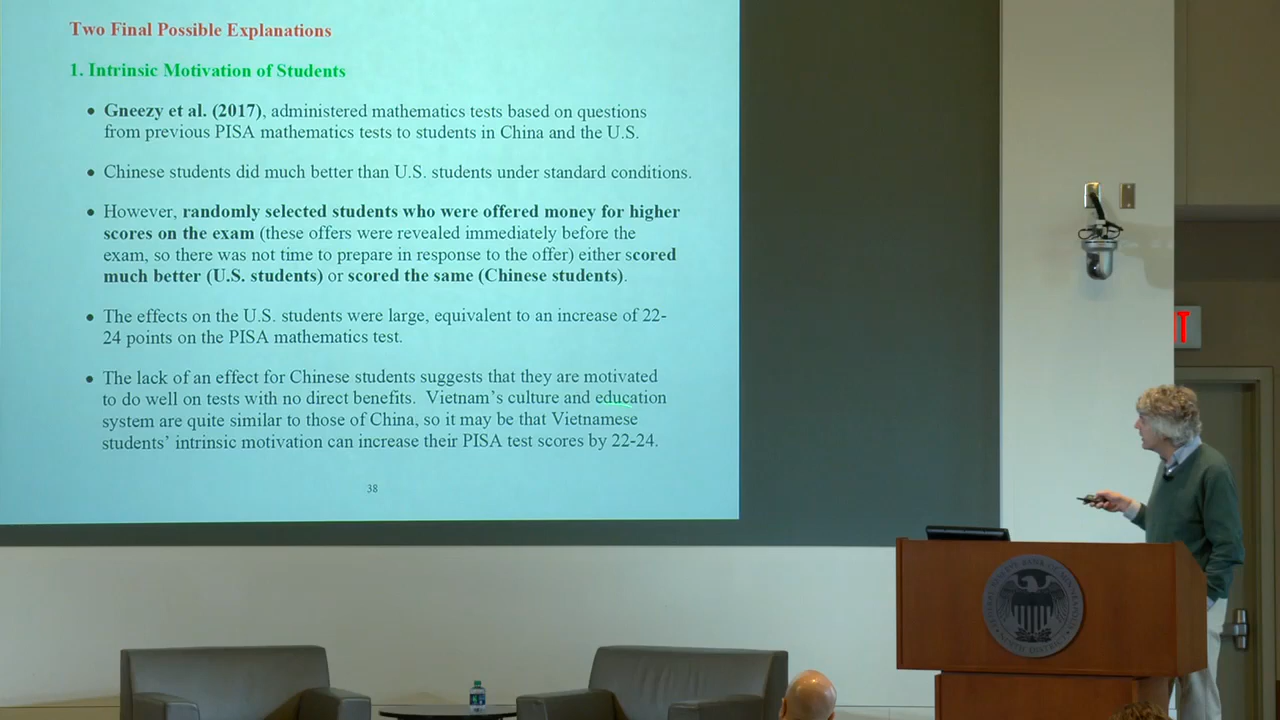 Two Final Possible Explanations
1. Intrinsic Motivation of Students
• Gneezy et al. (2017), administered mathematics tests based on questions
from previous PISA mathematics tests to students in China and the U.S.
• Chinese students did much better than U.S. students under standard conditions.
• However, randomly selected students who were offered money for higher
scores on the exam (these offers were revealed immediately before the
exam, so there was not time to prepare in response to the offer) either scored
much better (U.S. students) or scored the same (Chinese students).
• The effects on the U.S. students were large, equivalent to an increase of 22-
24 points on the PISA mathematics test.
• The lack of an effect for Chinese students suggests that they are motivated
to do well on tests with no direct benefits. Vietnam's culture and education
system are quite similar to those of China, so it may be that Vietnamese
students' intrinsic motivation can increase their PISA test scores by 22-24.
38
IT
FEDERAL RESERVE BANK OF MINNEAPOLIS
NINTH DISTRICT